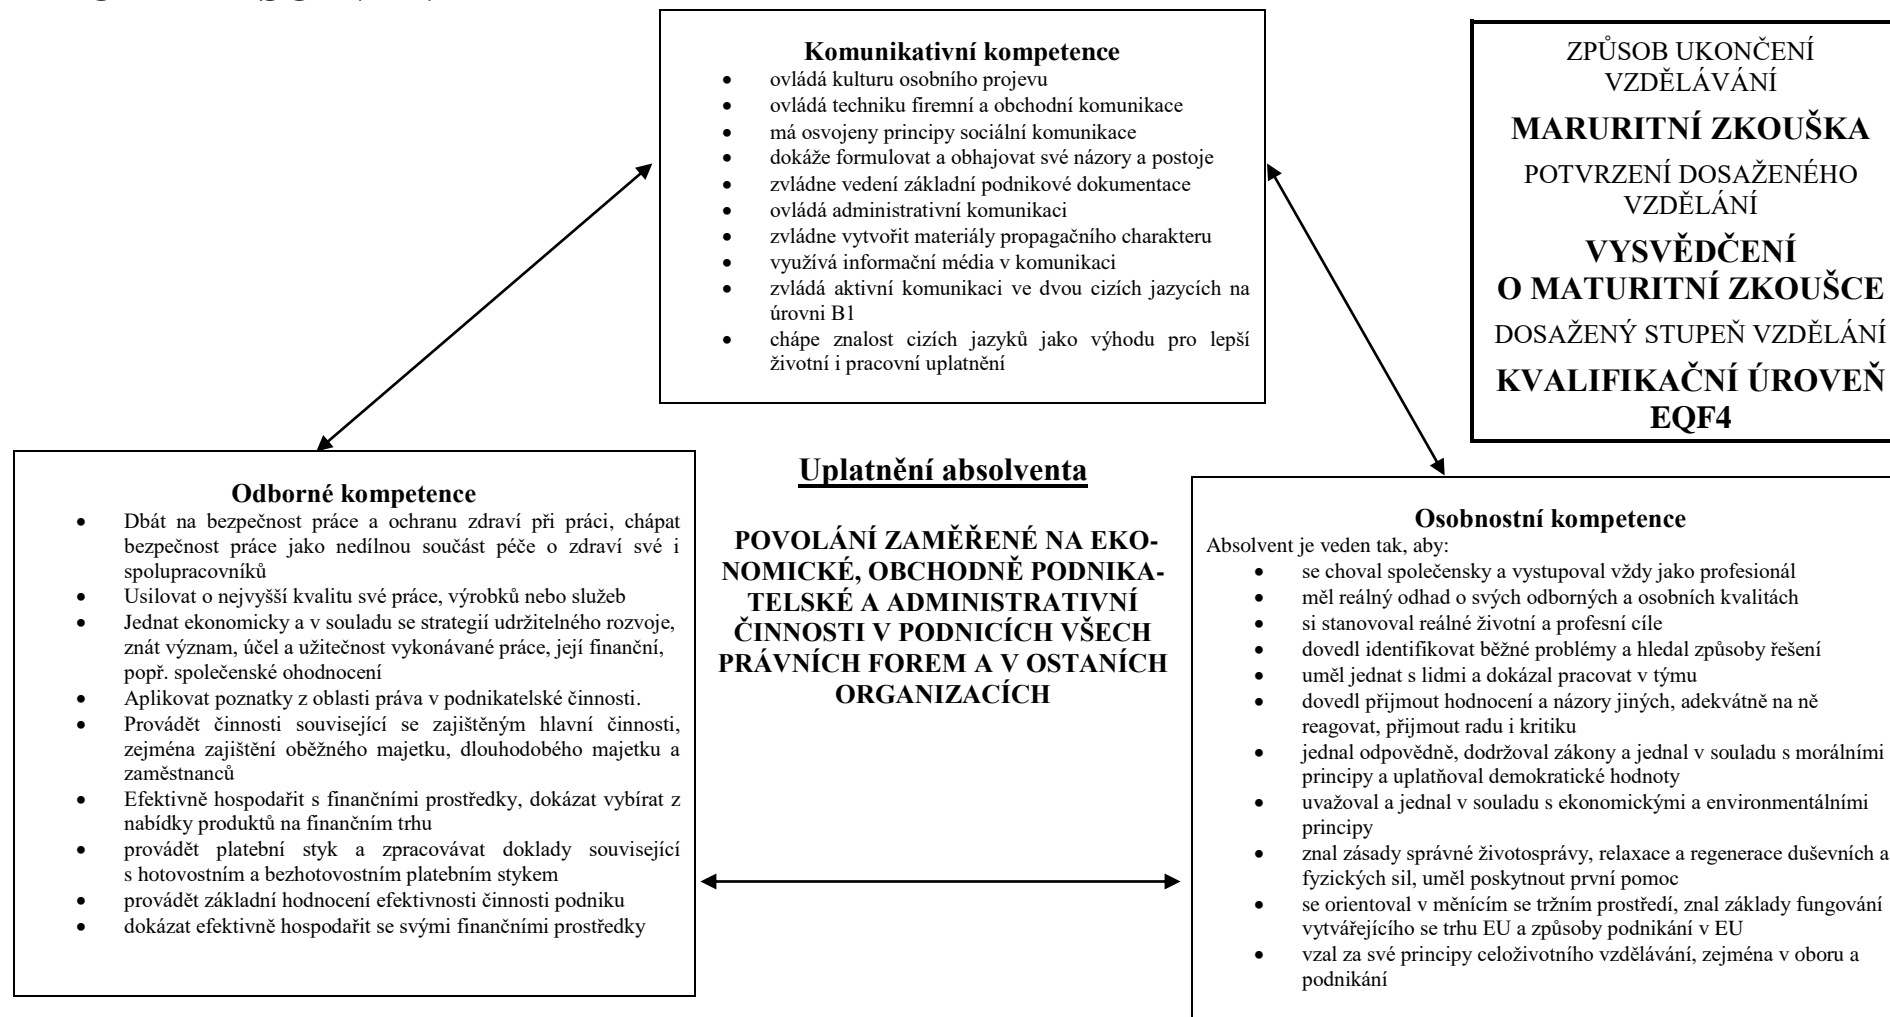 Komunikativní kompetence
• ovládá kulturu osobního projevu
• ovládá techniku firemní a obchodní komunikace
• má osvojeny principy sociální komunikace
• dokáže formulovat a obhajovat své názory a postoje
• zvládne vedení základní podnikové dokumentace
• ovládá administrativní komunikaci
• zvládne vytvořit materiály propagačního charakteru
• využívá informační média v komunikaci
• zvládá aktivní komunikaci ve dvou cizích jazycích na
úrovni B1
• chápe znalost cizích jazyků jako výhodu pro lepší
životní i pracovní uplatnění
ZPŮSOB UKONČENÍ
VZDĚLÁVÁNÍ
MARURITNÍ ZKOUŠKA
POTVRZENÍ DOSAŽENÉHO
VZDĚLÁNÍ
VYSVĚDČENÍ
O MATURITNÍ ZKOUŠCE
DOSAŽENÝ STUPEŇ VZDĚLÁNÍ
KVALIFIKAČNÍ ÚROVEŇ
EQF4
Odborné kompetence
• Dbát na bezpečnost práce a ochranu zdraví při práci, chápat
bezpečnost práce jako nedílnou součást péče o zdraví své i
spolupracovníků
• Usilovat o nejvyšší kvalitu své práce, výrobků nebo služeb
• Jednat ekonomicky a v souladu se strategií udržitelného rozvoje,
znát význam, účel a užitečnost vykonávané práce, její finanční,
popř. společenské ohodnocení
• Aplikovat poznatky z oblasti práva v podnikatelské činnosti.
• Provádět činnosti související se zajištěným hlavní činnosti,
zejména zajištění oběžného majetku, dlouhodobého majetku a
zaměstnanců
• Efektivně hospodařit s finančními prostředky, dokázat vybírat z
nabídky produktů na finančním trhu
• provádět platební styk a zpracovávat doklady související
s hotovostním a bezhotovostním platebním stykem
• provádět základní hodnocení efektivnosti činnosti podniku
• dokázat efektivně hospodařit se svými finančními prostředky
Uplatnění absolventa
POVOLÁNÍ ZAMĚŘENÉ NA EKO-
NOMICKÉ, OBCHODNĚ PODNIKA-
TELSKÉ A ADMINISTRATIVNÍ
ČINNOSTI V PODNICÍCH VŠECH
PRÁVNÍCH FOREM A V OSTANÍCH
ORGANIZACÍCH
Osobnostní kompetence
Absolvent je veden tak, aby:
• se choval společensky a vystupoval vždy jako profesionál
• měl reálný odhad o svých odborných a osobních kvalitách
• si stanovoval reálné životní a profesní cíle
• dovedl identifikovat běžné problémy a hledal způsoby řešení
• uměl jednat s lidmi a dokázal pracovat v týmu
• dovedl přijmout hodnocení a názory jiných, adekvátně na ně
reagovat, přijmout radu i kritiku
• jednal odpovědně, dodržoval zákony a jednal v souladu s morálními
principy a uplatňoval demokratické hodnoty
• uvažoval a jednal v souladu s ekonomickými a environmentálními
principy
• znal zásady správné životosprávy, relaxace a regenerace duševních a
fyzických sil, uměl poskytnout první pomoc
• se orientoval v měnícím se tržním prostředí, znal základy fungování
vytvářejícího se trhu EU a způsoby podnikání v EU
• vzal za své principy celoživotního vzdělávání, zejména v oboru a
podnikání